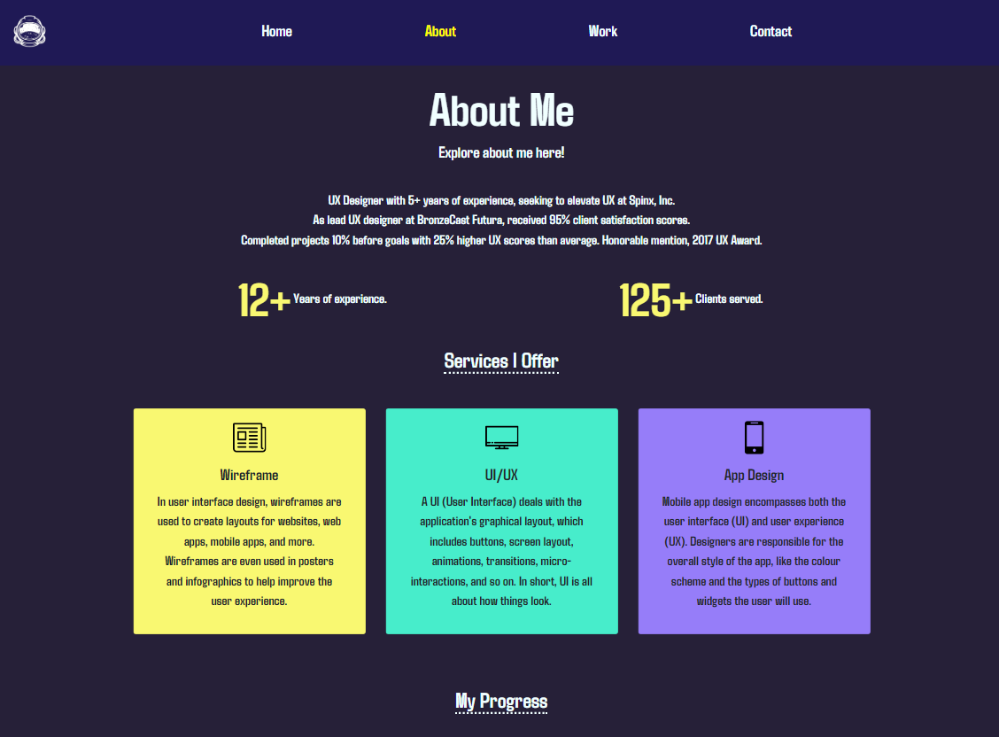 Home
About
Work
Contact
About Me
Explore about me here!
UX Designer with 5+ years of experience, seeking to elevate UX at Spinx, Inc.
As lead UX designer at BronzeCast Futura, received 95% client satisfaction scores.
Completed projects 10% before goals with 25% higher UX scores than average. Honorable mention, 2017 UX Award.
12+ Years of experience.
125+ Clients served.
Services I Offer
Wireframe
In user interface design, wireframes are
used to create layouts for websites, web
apps, mobile apps, and more.
Wireframes are even used in posters
and infographics to help improve the
user experience.
UI/UX
A UI (User Interface) deals with the
application's graphical layout, which
includes buttons, screen layout,
animations, transitions, micro-
interactions, and so on. In short, UI is all
about how things look.
App Design
Mobile app design encompasses both the
user interface (UI) and user experience
(UX). Designers are responsible for the
overall style of the app, like the colour
scheme and the types of buttons and
widgets the user will use.
My Progress